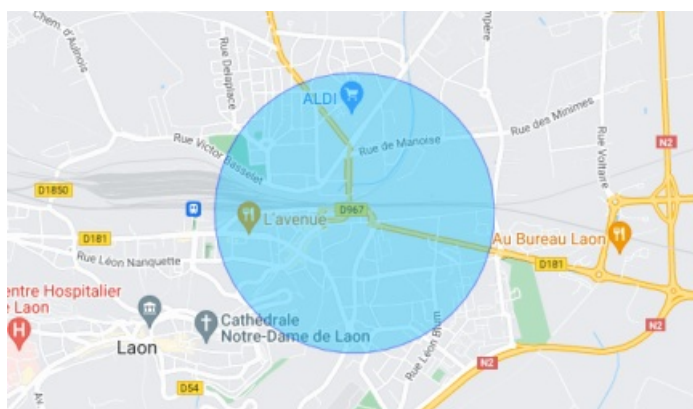 Chem. d'Aulnois
Rue Delaplace
mpère
ALDI
Rue des Minimes
Rue Victor Basselet
Rue de Manoise
Rue Voltaire
N2
D1850
L'avenue
D967
D181
Au Bureau Laon
Rue Léon Nanquette
D181
entre Hospitalier
e Laon
H
Cathédrale
Notre-Dame de Laon
Laon
Rue Léon Blum
N2
N2
D54
Av